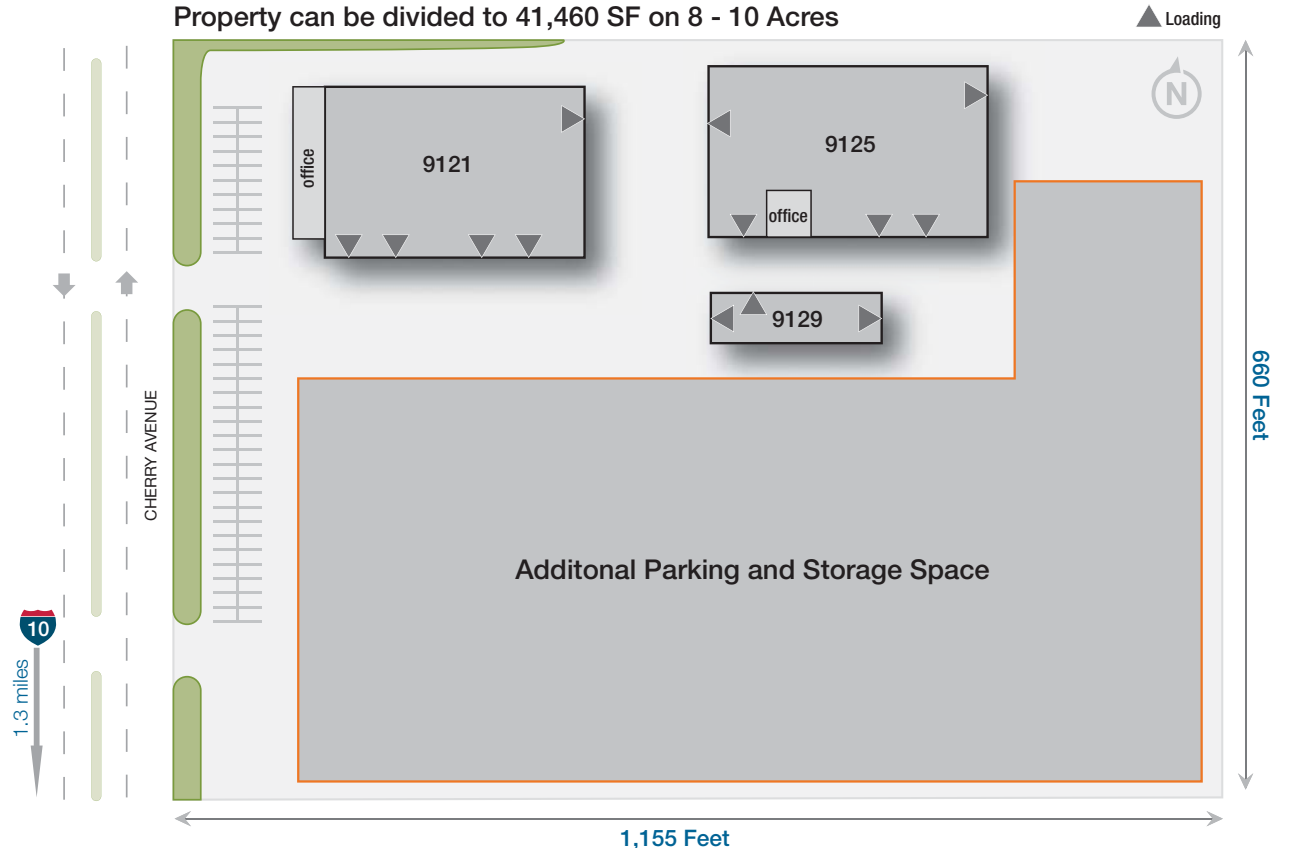 Property can be divided to 41,460 SF on 8 - 10 Acres
Loading
N
office
9121
9125
office
9129
CHERRY AVENUE
660 Feet
Additonal Parking and Storage Space
10
1.3 miles
1,155 Feet